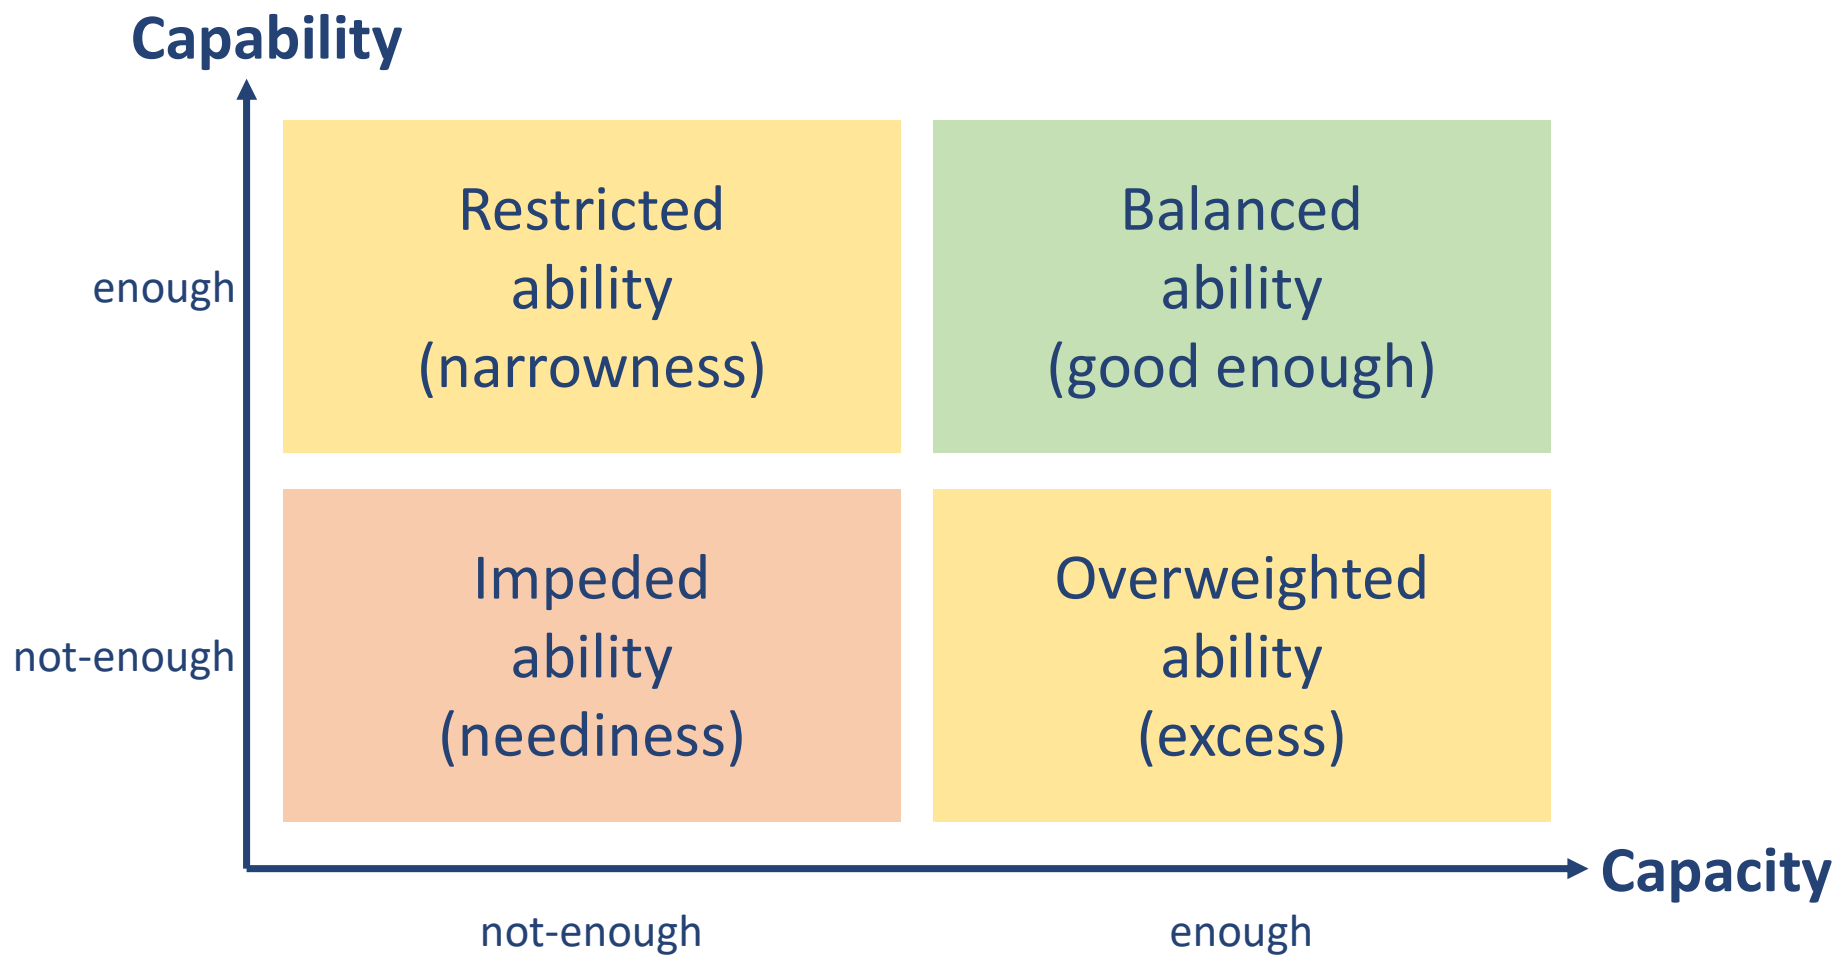 Capability
enough
Restricted
ability
(narrowness)
Balanced
ability
(good enough)
not-enough
Impeded
ability
(neediness)
Overweighted
ability
(excess)
Capacity
not-enough
enough